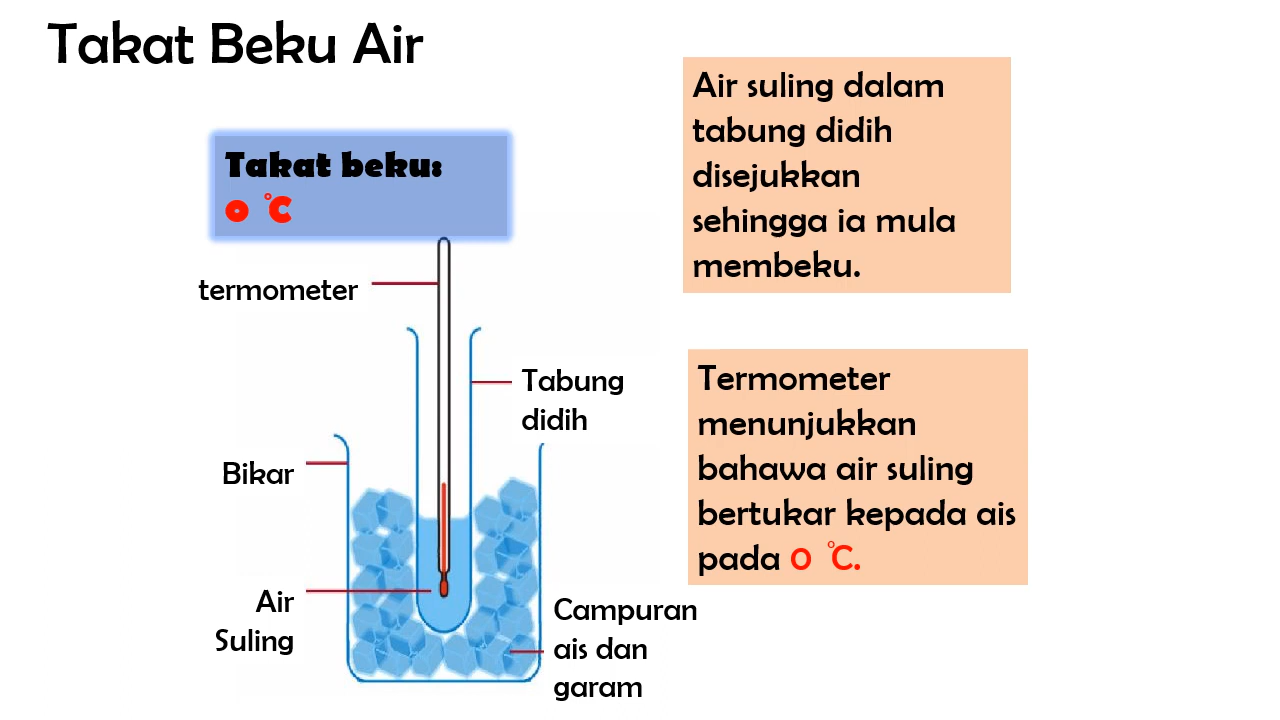 Takat Beku Air
Takat beku:
0 °C
termometer
Tabung
didih
Bikar
Air
Suling
Campuran
ais dan
garam
Air suling dalam
tabung didih
disejukkan
sehingga ia mula
membeku.
Termometer
menunjukkan
bahawa air suling
bertukar kepada ais
pada 0 °C.